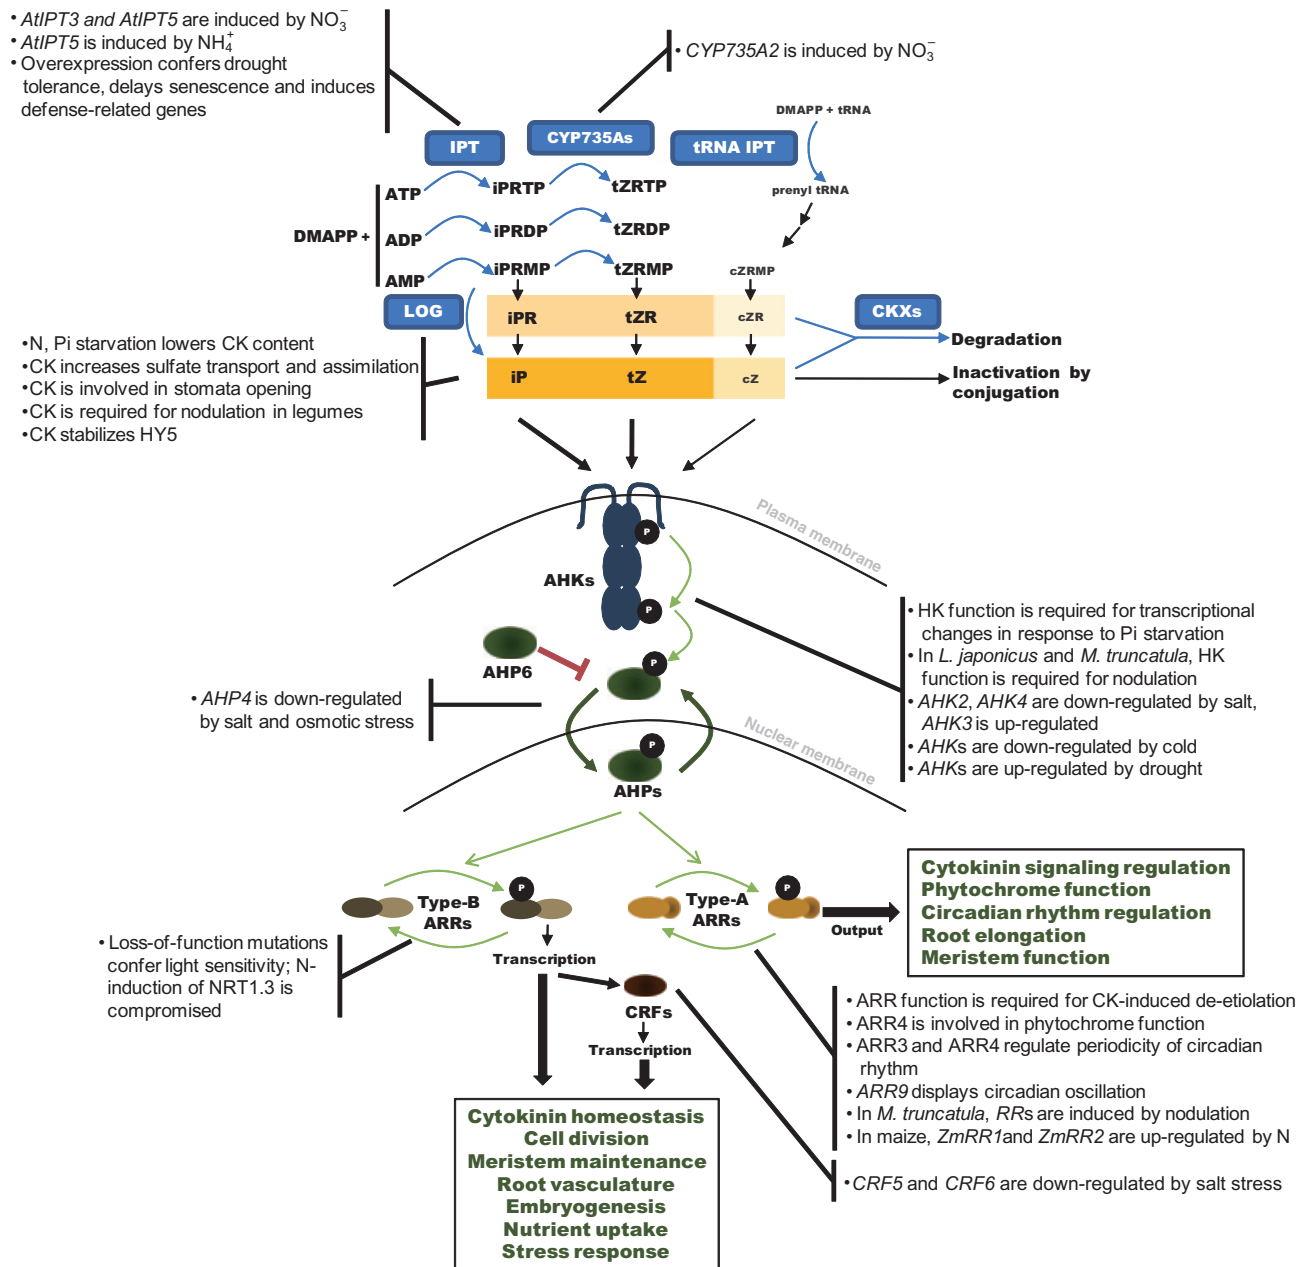 • AtIPT3 and AtIPT5 are induced by NO3−
• AtIPT5 is induced by NH4+
• Overexpression confers drought
tolerance, delays senescence and induces
defense-related genes
• CYP735A2 is induced by NO3−
DMAPP + tRNA
IPT
CYP735As
tRNA IPT
prenyl tRNA
DMAPP +
ATP
iPRTP
tZRTP
ADP
iPRDP
tZRDP
AMP
iPRMP
tZRMP
cZRMP
LOG
iPR
tZR
cZR
CKXs
Degradation
iP
tZ
cZ
Inactivation by
conjugation
•N, Pi starvation lowers CK content
•CK increases sulfate transport and assimilation
•CK is involved in stomata opening
•CK is required for nodulation in legumes
•CK stabilizes HY5
Plasma membrane
P
AHKs
P
AHP6
P
• AHP4 is down-regulated
by salt and osmotic stress
• HK function is required for transcriptional
changes in response to Pi starvation
• In L. japonicus and M. truncatula, HK
function is required for nodulation
• AHK2, AHK4 are down-regulated by salt,
AHK3 is up-regulated
• AHKs are down-regulated by cold
• AHKs are up-regulated by drought
Nuclear membrane
P
AHPs
Type-B
ARRs
P
Type-A
ARRs
P
Output
Cytokinin signaling regulation
Phytochrome function
Circadian rhythm regulation
Root elongation
Meristem function
• Loss-of-function mutations
confer light sensitivity; N-
induction of NRT1.3 is
compromised
Transcription
CRFs
Transcription
• ARR function is required for CK-induced de-etiolation
• ARR4 is involved in phytochrome function
• ARR3 and ARR4 regulate periodicity of circadian
rhythm
• ARR9 displays circadian oscillation
• In M. truncatula, RRs are induced by nodulation
• In maize, ZmRR1and ZmRR2 are up-regulated by N
• CRF5 and CRF6 are down-regulated by salt stress
Cytokinin homeostasis
Cell division
Meristem maintenance
Root vasculature
Embryogenesis
Nutrient uptake
Stress response